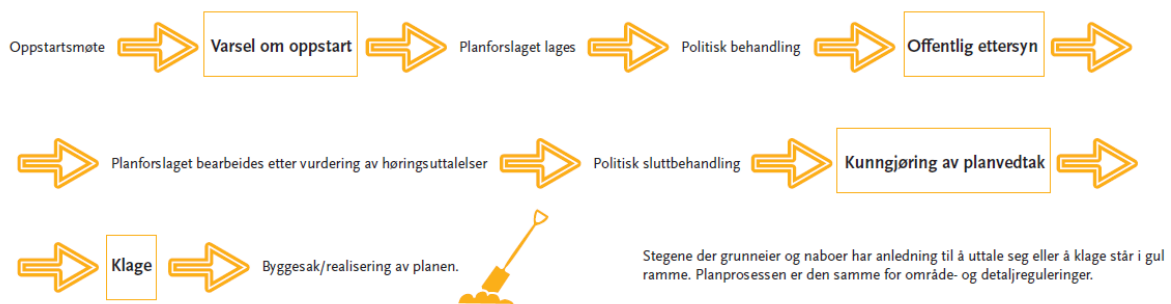 Oppstartsmøte Varsel om oppstart Planforslaget lages Politisk behandling Offentlig ettersyn
Planforslaget bearbeides etter vurdering av høringsuttalelser Politisk sluttbehandling Kunngjøring av planvedtak
Klage Byggesak/realisering av planen.
Stegene der grunneier og naboer har anledning til å uttale seg eller å klage står i gul
ramme. Planprosessen er den samme for område- og detaljreguleringer.